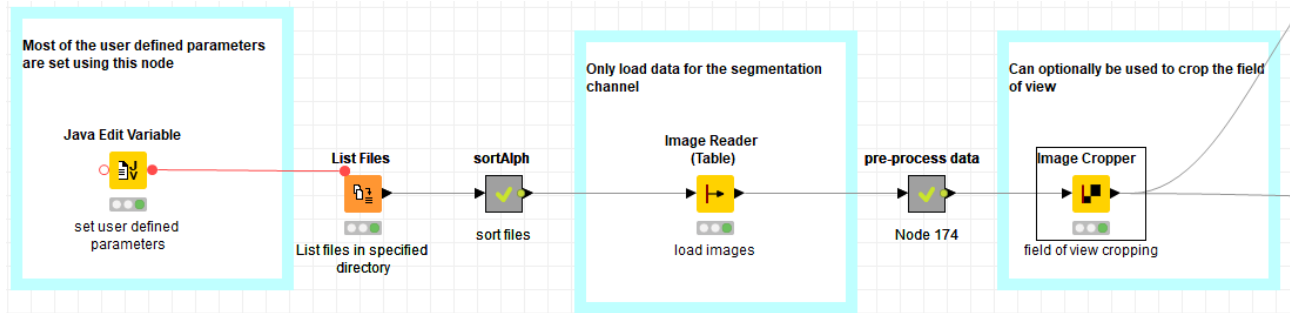 Most of the user defined parameters
are set using this node
Java Edit Variable
set user defined
parameters
List Files
List files in specified
directory
sortAlph
sort files
Only load data for the segmentation
channel
Image Reader
(Table)
load images
pre-process data
Node 174
Can optionally be used to crop the field
of view
Image Cropper
field of view cropping